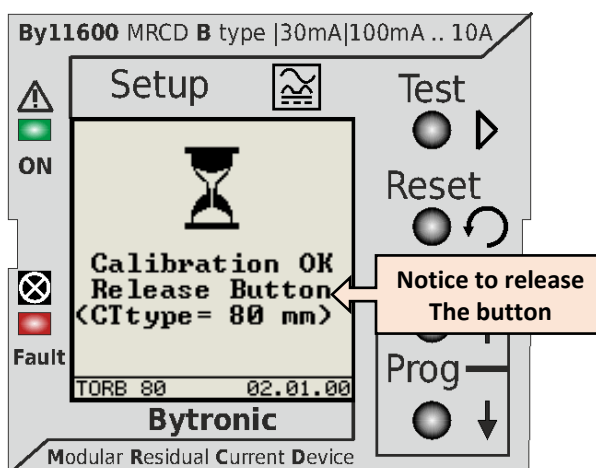 By11600 MRCD B type |30mA|100mA .. 10A
Setup
Test
ON
Reset
Calibration OK
Release Button
(CTtype= 80 mm)
Notice to release
The button
Fault
Prog
TORB 80 02.01.00
Bytronic
Modular Residual Current Device